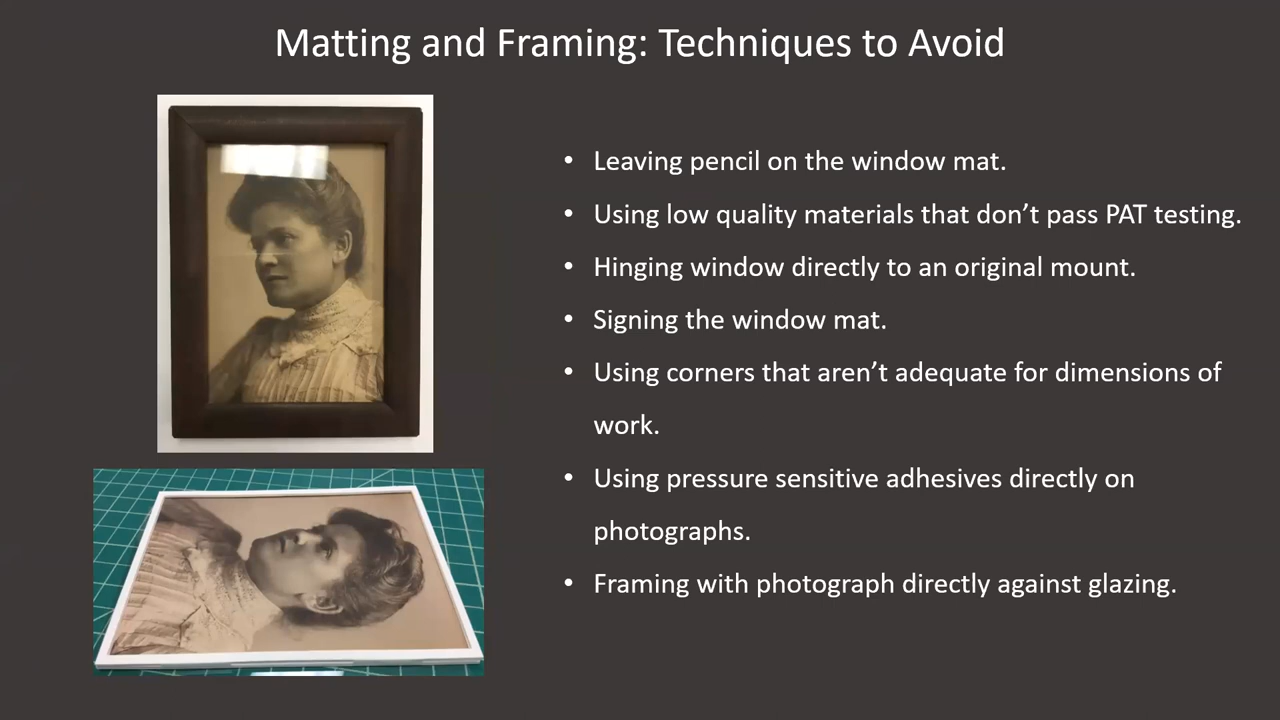 Matting and Framing: Techniques to Avoid
• Leaving pencil on the window mat.
• Using low quality materials that don’t pass PAT testing.
• Hinging window directly to an original mount.
• Signing the window mat.
• Using corners that aren’t adequate for dimensions of
work.
• Using pressure sensitive adhesives directly on
photographs.
• Framing with photograph directly against glazing.